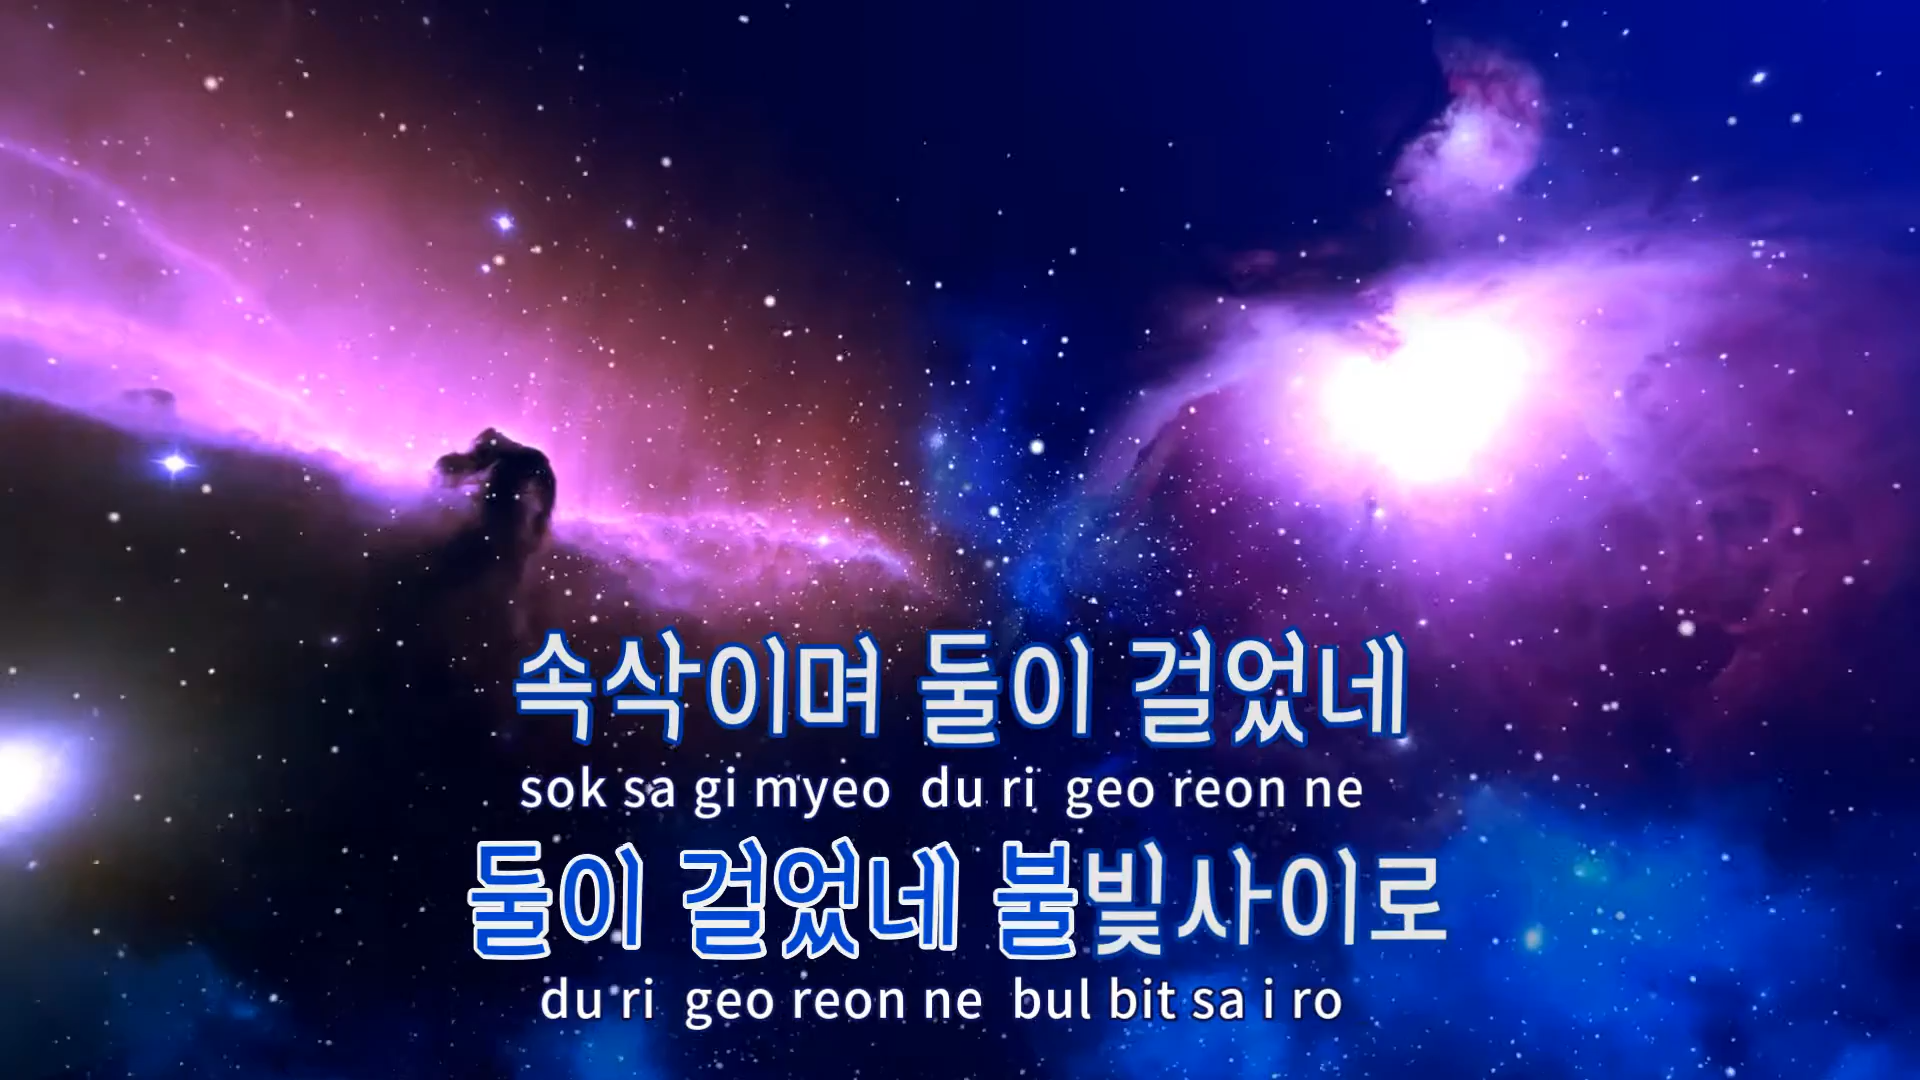 속삭이며 둘이 걸었네
sok sa gi myeo du ri geo reon ne
둘이 걸었네 불빛사이로
du ri geo reon ne bul bit sa i ro